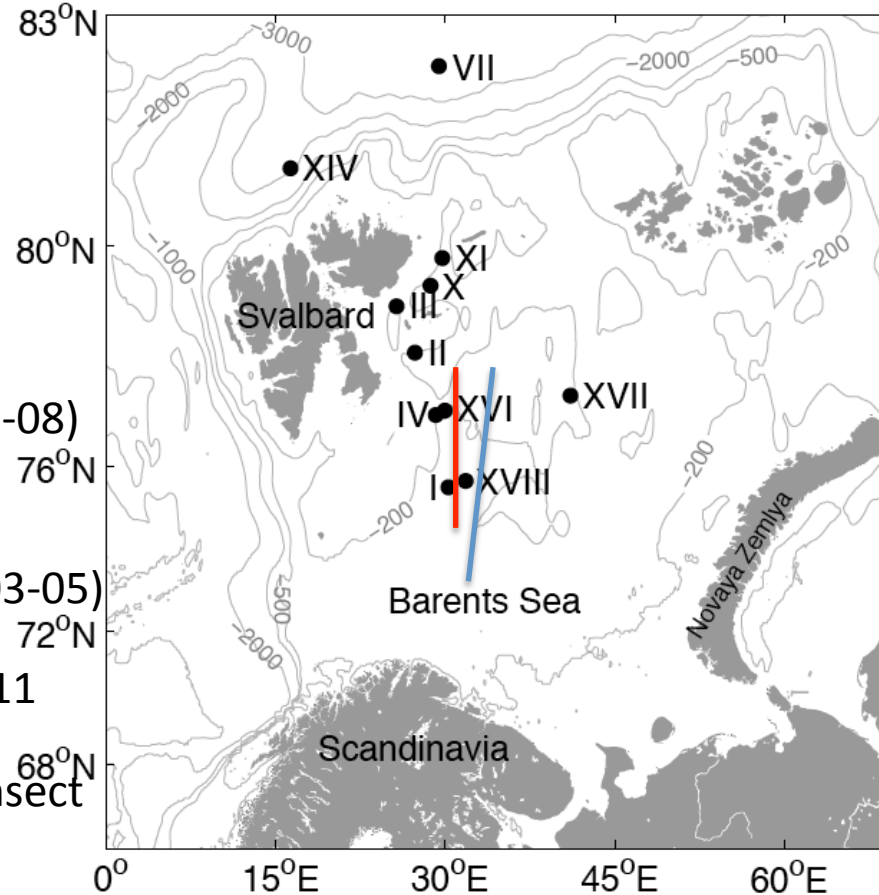 83°N
−3000
−2000
−500
VII
−2000
XIV
80°N
−1000
XI
X
−200
III
Svalbard
II
XVII
-08)
IV
XVI
76°N
−200
I
XVIII
−200
Novaya Zemlya
03-05)
−500
Barents Sea
72°N
−2000
11
Scandinavia
68°N
nsect
0°
15°E
30°E
45°E
60°E